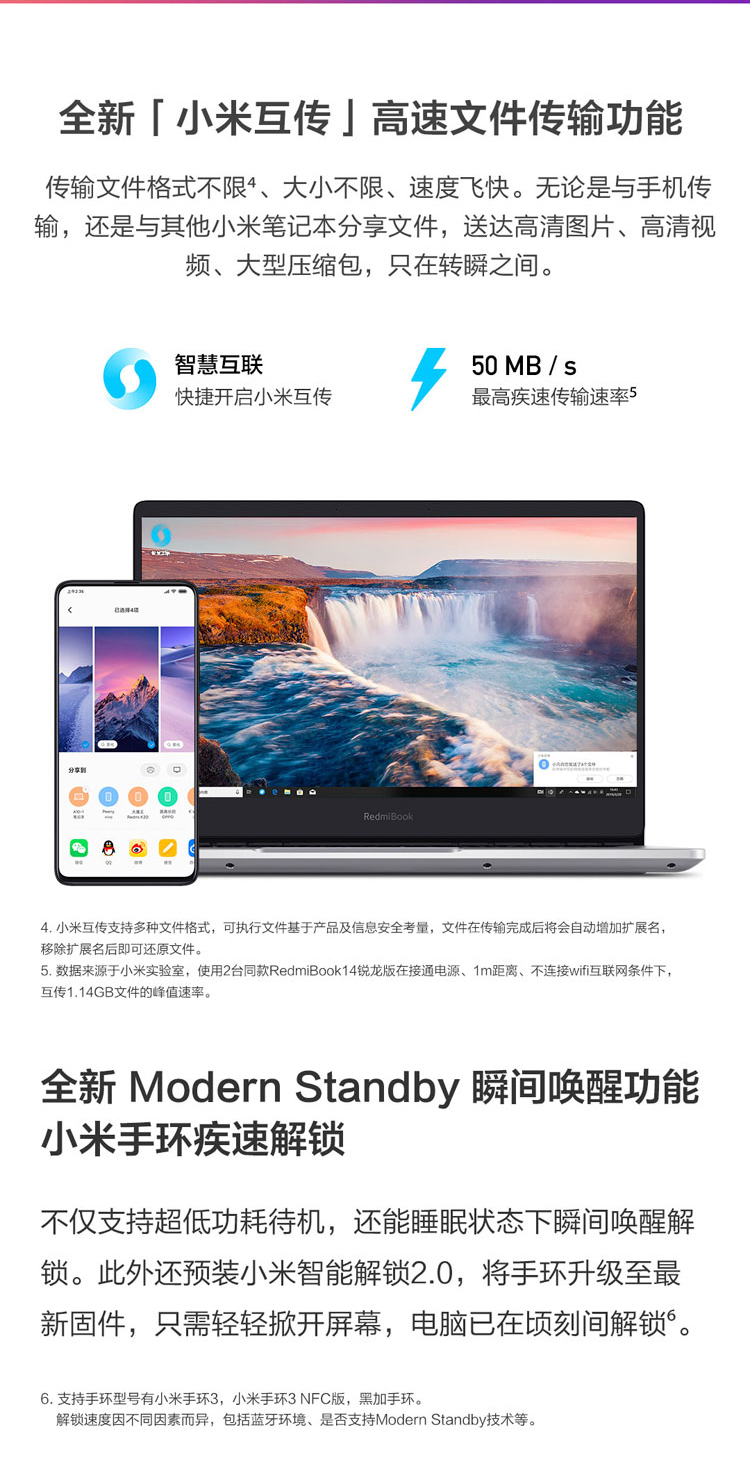 全新「小米互传」高速文件传输功能
传输文件格式不限4、大小不限、速度飞快。无论是与手机传
输，还是与其他小米笔记本分享文件，送达高清图片、高清视
频、大型压缩包，只在转瞬之间。
智慧互联
快捷开启小米互传
50 MB / s
最高疾速传输速率5
小米互传
上午2:36
已选择4项
分享到
微信
QQ
微博
RedmiBook
4. 小米互传支持多种文件格式，可执行文件基于产品及信息安全考量，文件在传输完成后将会自动增加扩展名，
移除扩展名后即可还原文件。
5. 数据来源于小米实验室，使用2台同款RedmiBook14锐龙版在接通电源、1m距离、不连接wifi互联网条件下，
互传1.14GB文件的峰值速率。
全新 Modern Standby 瞬间唤醒功能
小米手环疾速解锁
不仅支持超低功耗待机，还能睡眠状态下瞬间唤醒解
锁。此外还预装小米智能解锁2.0，将手环升级至最
新固件，只需轻轻掀开屏幕，电脑已在顷刻间解锁6。
6. 支持手环型号有小米手环3，小米手环3 NFC版，黑加手环。
解锁速度因不同因素而异，包括蓝牙环境、是否支持Modern Standby技术等。